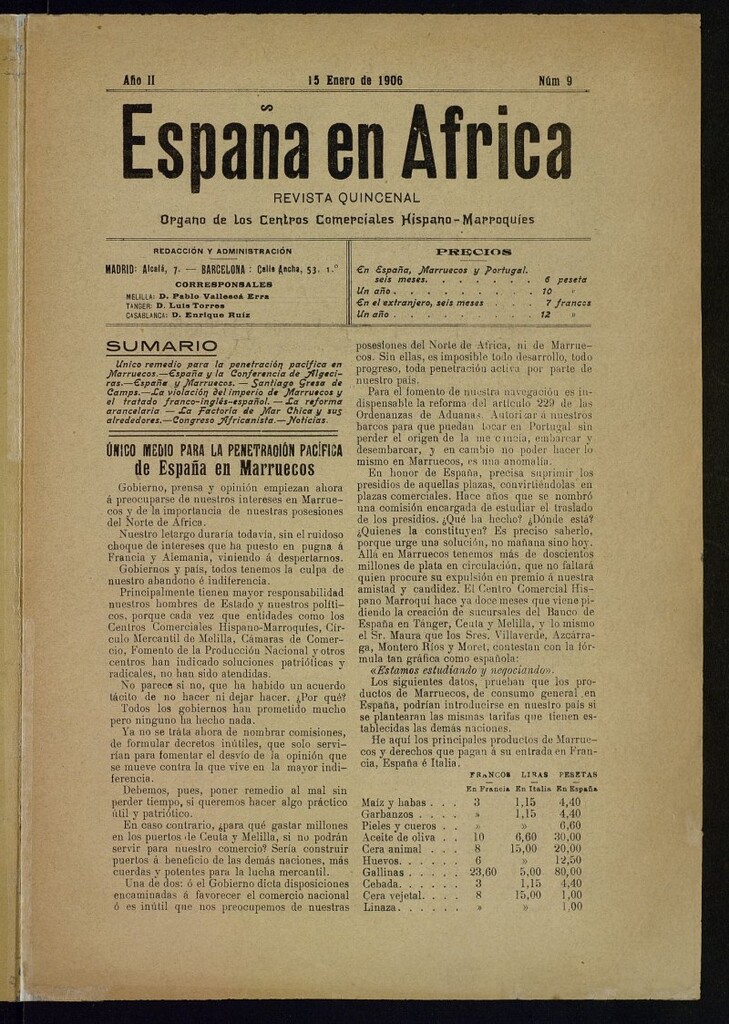 Año II 15 Enero de 1906 Núm 9
España en Africa
REVISTA QUINCENAL
Organo de los Centros Comerciales Hispano-Marroquíes
REDACCIÓN Y ADMINISTRACIÓN
MADRID: Alcalá, 7. — BARCELONA: Calle Ancha, 53. 1.º
CORRESPONSALES
MELILLA: D. Pablo Vallescá Erra
TANGER: D. Luis Torres
CASABLANCA: D. Enrique Ruiz
PRECIOS
En España, Marruecos y Portugal.
seis meses. . . . . . . 6 peseta
Un año . . . . . . . . . 10 »
En el extranjero, seis meses . . . 7 francos
Un año . . . . . . . . . 12 »
SUMARIO
Unico remedio para la penetración pacífica en
Marruecos.—España y la Conferencia de Algeci-
ras.—España y Marruecos. — Santiago Gresa de
Camps.—La violación del imperio de Marruecos y
el tratado franco-inglés-español. — La reforma
arancelaria — La Factoría de Mar Chica y sus
alrededores.—Congreso Africanista.—Noticias.
ÚNICO MEDIO PARA LA PENETRACIÓN PACÍFICA
de España en Marruecos
Gobierno, prensa y opinión empiezan ahora
á preocuparse de nuestros intereses en Marrue-
cos y de la importancia de nuestras posesiones
del Norte de Africa.
Nuestro letargo duraría todavía, sin el ruidoso
choque de intereses que ha puesto en pugna á
Francia y Alemania, viniendo á despertarnos.
Gobiernos y país, todos tenemos la culpa de
nuestro abandono é indiferencia.
Principalmente tienen mayor responsabilidad
nuestros hombres de Estado y nuestros políti-
cos, porque cada vez que entidades como los
Centros Comerciales Hispano-Marroquíes, Cír-
culo Mercantil de Melilla, Cámaras de Comer-
cio, Fomento de la Producción Nacional y otros
centros han indicado soluciones patrióticas y
radicales, no han sido atendidas.
No parece si no, que ha habido un acuerdo
tácito de no hacer ni dejar hacer. ¿Por qué?
Todos los gobiernos han prometido mucho
pero ninguno ha hecho nada.
Ya no se tráta ahora de nombrar comisiones,
de formular decretos inútiles, que solo servi-
rían para fomentar el desvío de la opinión que
se mueve contra la que vive en la mayor indi-
ferencia.
Debemos, pues, poner remedio al mal sin
perder tiempo, si queremos hacer algo práctico
útil y patriótico.
En caso contrario, ¿para qué gastar millones
en los puertos de Ceuta y Melilla, si no podrán
servir para nuestro comercio? Sería construir
puertos á beneficio de las demás naciones, más
cuerdas y potentes para la lucha mercantil.
Una de dos: ó el Gobierno dicta disposiciones
encaminadas á favorecer el comercio nacional
ó es inútil que nos preocupemos de nuestras
posesiones del Norte de Africa, ni de Marrue-
cos. Sin ellas, es imposible todo desarrollo, todo
progreso, toda penetración activa por parte de
nuestro país.
Para el fomento de nuestra navegación es in-
dispensable la reforma del artículo 229 de las
Ordenanzas de Aduanas. Autorizar á nuestros
barcos para que puedan tocar en Portugal sin
perder el origen de la me cancía, embarcar y
desembarcar, y en cambio no poder hacer lo
mismo en Marruecos, es una anomalía.
En honor de España, precisa suprimir los
presidios de aquellas plazas, convirtiéndolas en
plazas comerciales. Hace años que se nombró
una comisión encargada de estudiar el traslado
de los presidios. ¿Qué ha hecho? ¿Dónde está?
¿Quienes la constituyen? Es preciso saberlo,
porque urge una solución, no mañana sino hoy.
Allá en Marruecos tenemos más de doscientos
millones de plata en circulación, que no faltará
quien procure su expulsión en premio á nuestra
amistad y candidez. El Centro Comercial His-
pano Marroquí hace ya doce meses que viene pi-
diendo la creación de sucursales del Banco de
España en Tánger, Ceuta y Melilla, y lo mismo
el Sr. Maura que los Sres. Villaverde, Azcárra-
ga, Montero Ríos y Moret, contestan con la fór-
mula tan gráfica como española:
«Estamos estudiando y negociando».
Los siguientes datos, prueban que los pro-
ductos de Marruecos, de consumo general en
España, podrían introducirse en nuestro país si
se plantearan las mismas tarifas que tienen es-
tablecidas las demás naciones.
He aquí los principales productos de Marrue-
cos y derechos que pagan á su entrada en Fran-
cia, España é Italia.
FRANCOS LIRAS PESETAS
En Francia En Italia En España
Maíz y habas . . . 3 1,15 4,40
Garbanzos. . . . . » 1,15 4,40
Pieles y cueros . . » » 6,60
Aceite de oliva . . . 10 6,60 30,00
Cera animal . . . 8 15,00 20,00
Huevos. . . . . . 6 » 12,50
Gallinas . . . . . 23,60 5,00 80,00
Cebada. . . . . . 3 1,15 4,40
Cera vejetal. . . . 8 15,00 1,00
Linaza. . . . . . » » 1,00